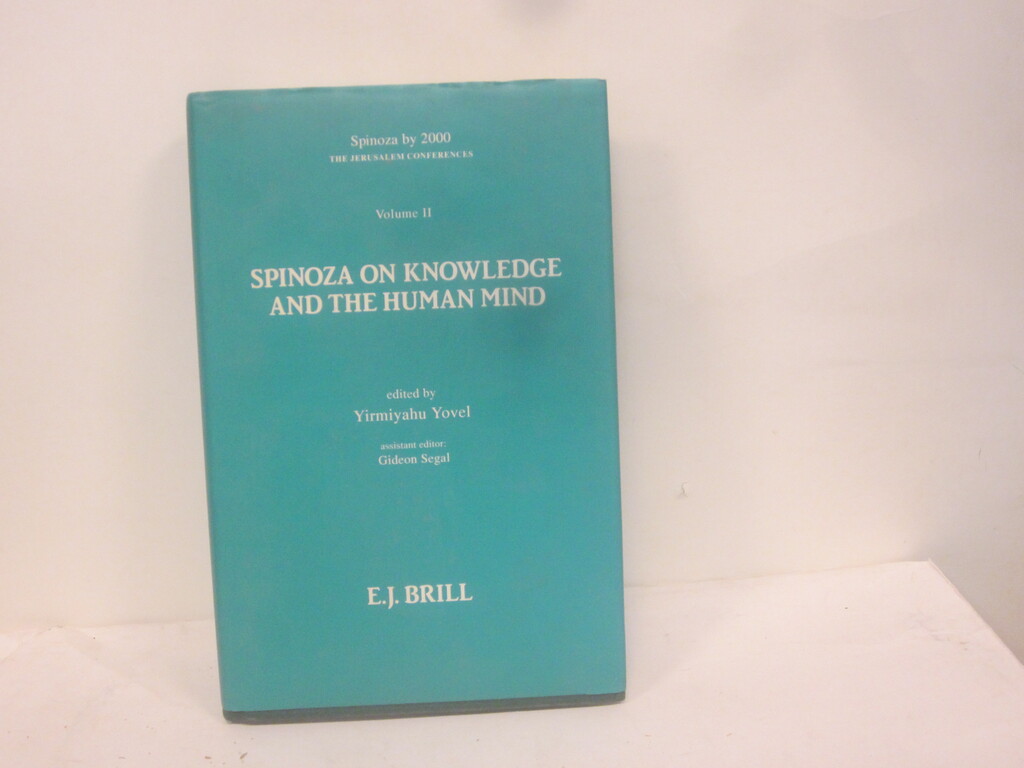 Spinoza by 2000
THE JERUSALEM CONFERENCES
Volume II
SPINOZA ON KNOWLEDGE
AND THE HUMAN MIND
edited by
Yirmiyahu Yovel
assistant editor:
Gideon Segal
E.J. BRILL